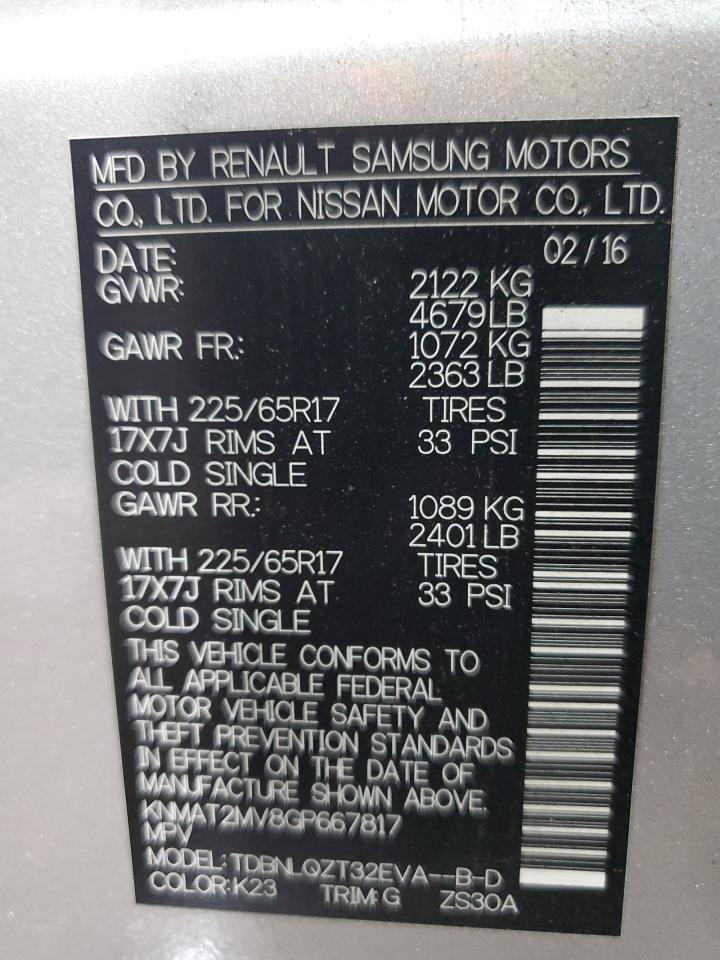 MFD BY RENAULT SAMSUNG MOTORS
CO., LTD. FOR NISSAN MOTOR CO., LTD.
DATE: 02/16
GVWR: 2122 KG
4679 LB
GAWR FR: 1072 KG
2363 LB
WITH 225/65R17 TIRES
17X7J RIMS AT 33 PSI
COLD SINGLE
GAWR RR: 1089 KG
2401 LB
WITH 225/65R17 TIRES
17X7J RIMS AT 33 PSI
COLD SINGLE
THIS VEHICLE CONFORMS TO
ALL APPLICABLE FEDERAL
MOTOR VEHICLE SAFETY AND
THEFT PREVENTION STANDARDS
IN EFFECT ON THE DATE OF
MANUFACTURE SHOWN ABOVE.
KNMAT2MV8GP667817
MPV
MODEL: TDBNLQZT32EVA--B-D
COLOR: K23 TRIM: G ZS30A